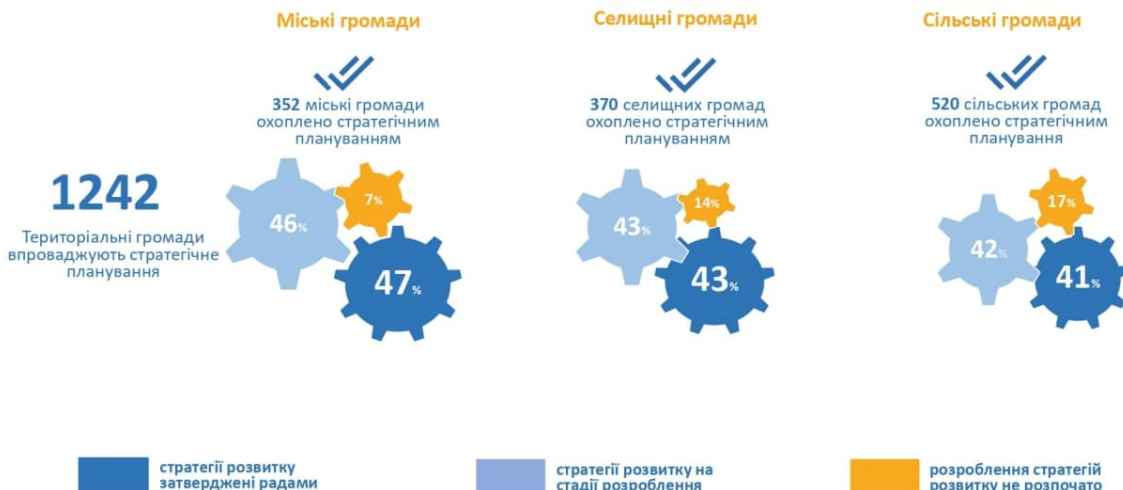 Міські громади
352 міські громади
охоплено стратегічним
плануванням
46%
7%
47%
Селищні громади
370 селищних громад
охоплено стратегічним
плануванням
43%
14%
43%
Сільські громади
520 сільських громад
охоплено стратегічним
планування
42%
17%
41%
1242
Територіальні громади
впроваджують стратегічне
планування
стратегії розвитку
затверджені радами
стратегії розвитку на
стадії розроблення
розроблення стратегій
розвитку не розпочато